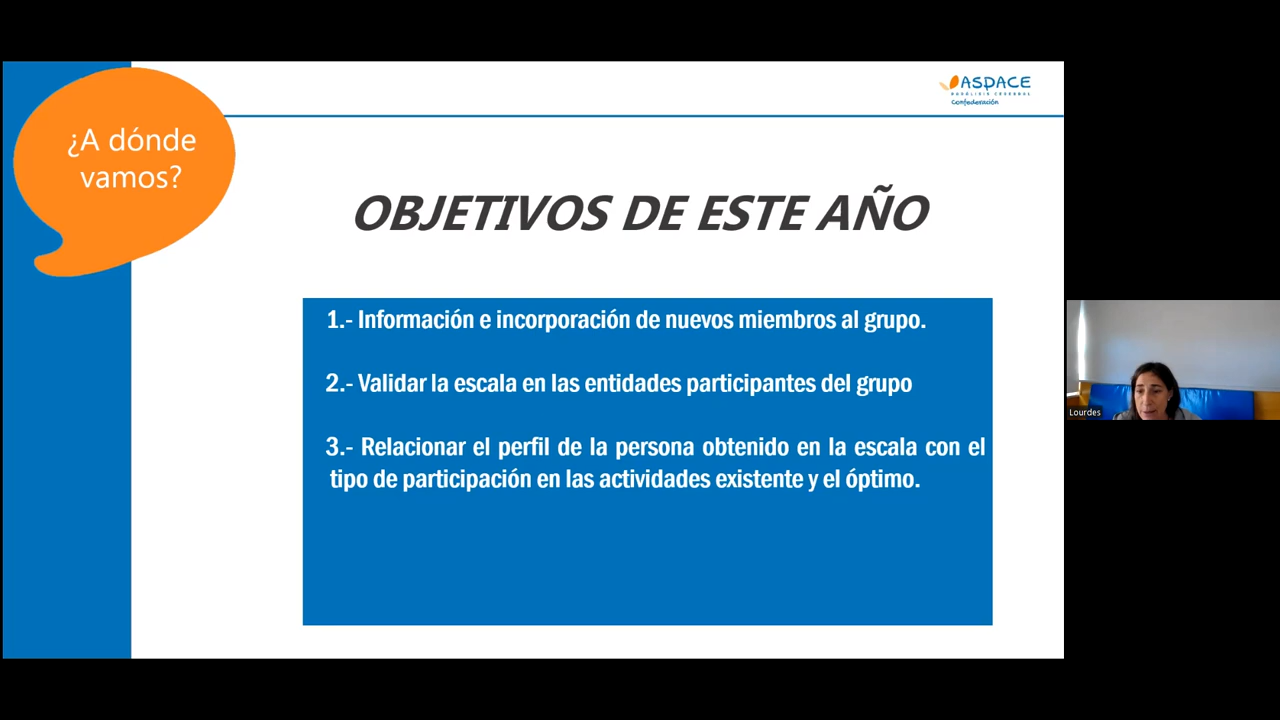 ¿A dónde
vamos?
ASPACE
PARÁLISIS CEREBRAL
Confederación
OBJETIVOS DE ESTE AÑO
1.- Información e incorporación de nuevos miembros al grupo.
2.- Validar la escala en las entidades participantes del grupo
3.- Relacionar el perfil de la persona obtenido en la escala con el
tipo de participación en las actividades existente y el óptimo.
Lourdes